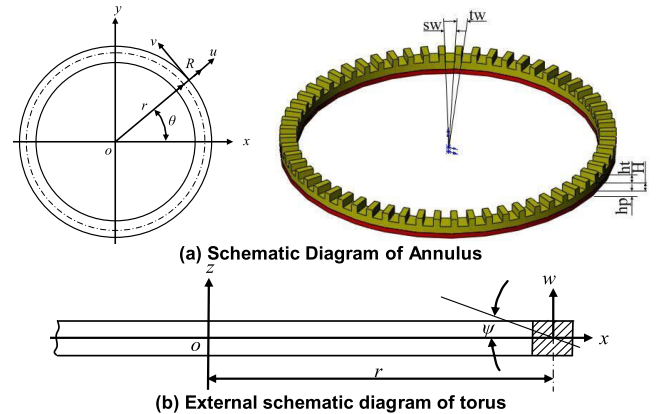 y
v
R
u
r
θ
o
x
sw
tw
ht
H
hp
(a) Schematic Diagram of Annulus
z
w
ψ
o
x
r
(b) External schematic diagram of torus